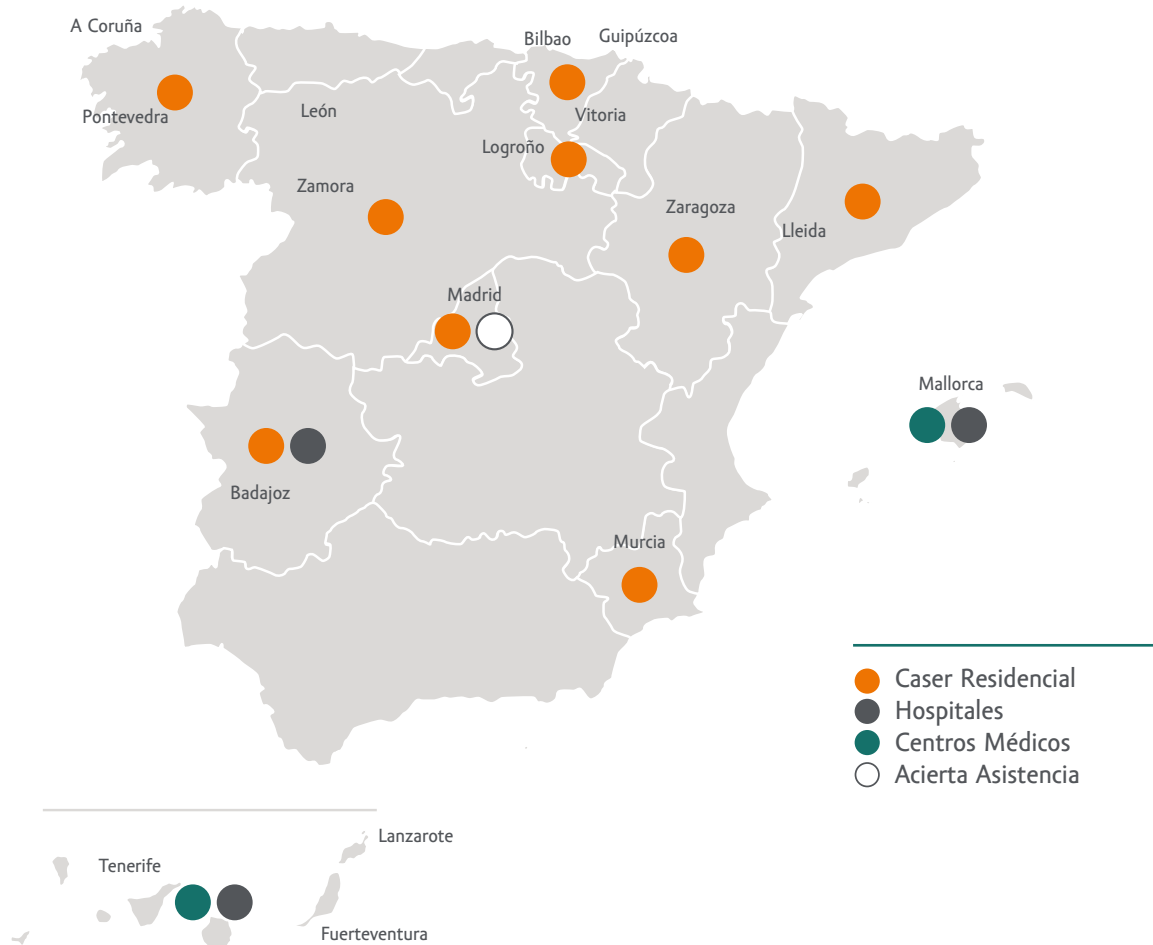 A Coruña
Bilbao
Guipúzcoa
Pontevedra
León
Vitoria
Logroño
Zamora
Zaragoza
Lleida
Madrid
Mallorca
Badajoz
Murcia
Caser Residencial
Hospitales
Centros Médicos
Acierta Asistencia
Lanzarote
Tenerife
Fuerteventura